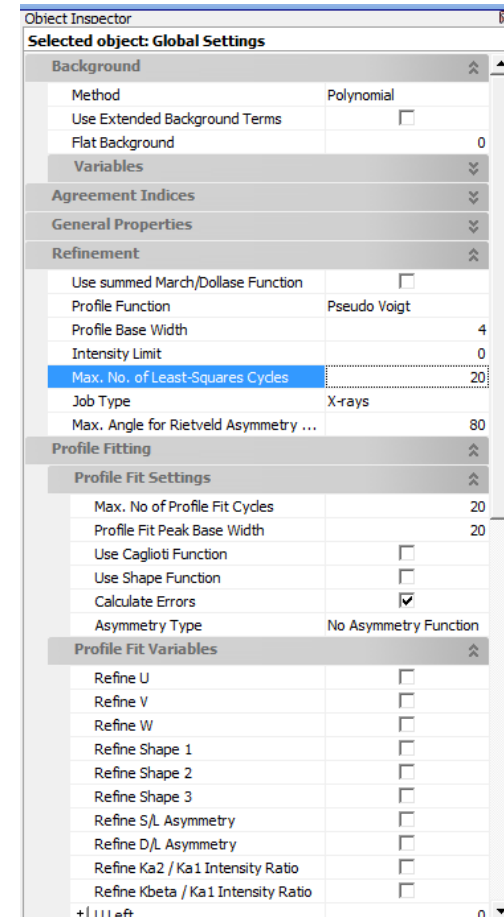 Object Inspector
Selected object: Global Settings
Background
Method Polynomial
Use Extended Background Terms
Flat Background 0
Variables
Agreement Indices
General Properties
Refinement
Use summed March/Dollase Function
Profile Function Pseudo Voigt
Profile Base Width 4
Intensity Limit 0
Max. No. of Least-Squares Cycles 20
Job Type X-rays
Max. Angle for Rietveld Asymmetry ... 80
Profile Fitting
Profile Fit Settings
Max. No of Profile Fit Cycles 20
Profile Fit Peak Base Width 20
Use Caglioti Function
Use Shape Function
Calculate Errors
Asymmetry Type No Asymmetry Function
Profile Fit Variables
Refine U
Refine V
Refine W
Refine Shape 1
Refine Shape 2
Refine Shape 3
Refine S/L Asymmetry
Refine D/L Asymmetry
Refine Ka2 / Ka1 Intensity Ratio
Refine Kbeta / Ka1 Intensity Ratio
U Left 0